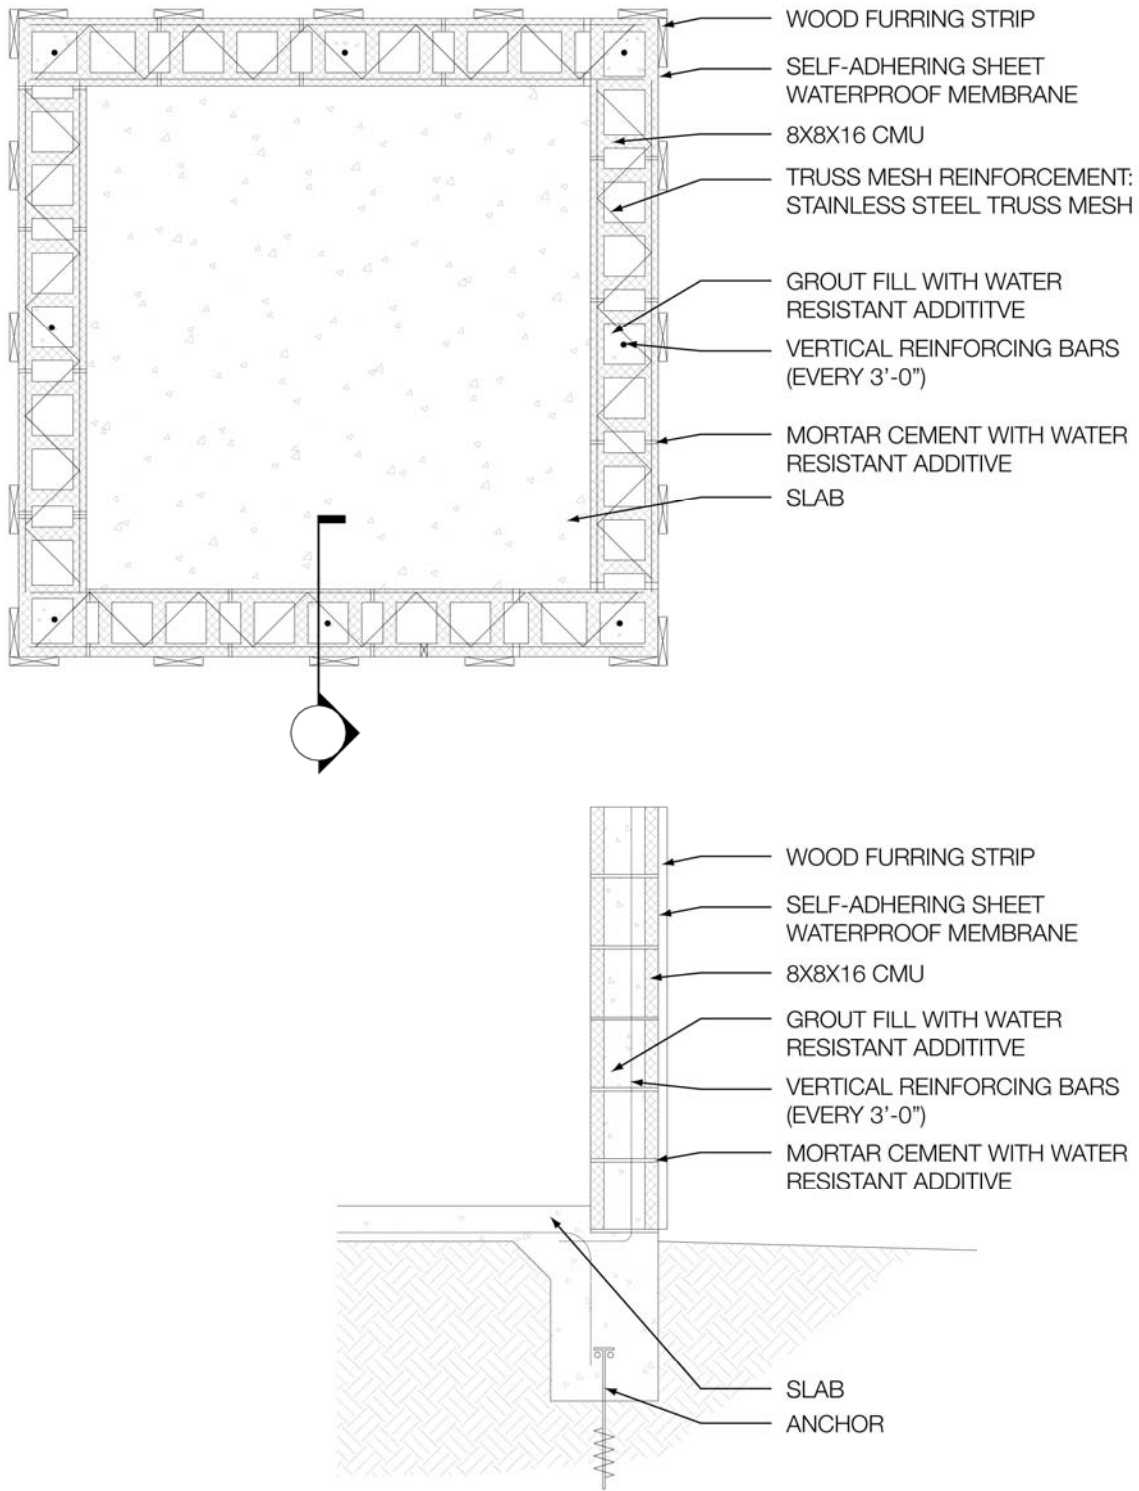 WOOD FURRING STRIP
SELF-ADHERING SHEET
WATERPROOF MEMBRANE
8X8X16 CMU
TRUSS MESH REINFORCEMENT:
STAINLESS STEEL TRUSS MESH
GROUT FILL WITH WATER
RESISTANT ADDITITVE
VERTICAL REINFORCING BARS
(EVERY 3'-0")
MORTAR CEMENT WITH WATER
RESISTANT ADDITIVE
SLAB
WOOD FURRING STRIP
SELF-ADHERING SHEET
WATERPROOF MEMBRANE
8X8X16 CMU
GROUT FILL WITH WATER
RESISTANT ADDITITVE
VERTICAL REINFORCING BARS
(EVERY 3'-0")
MORTAR CEMENT WITH WATER
RESISTANT ADDITIVE
SLAB
ANCHOR